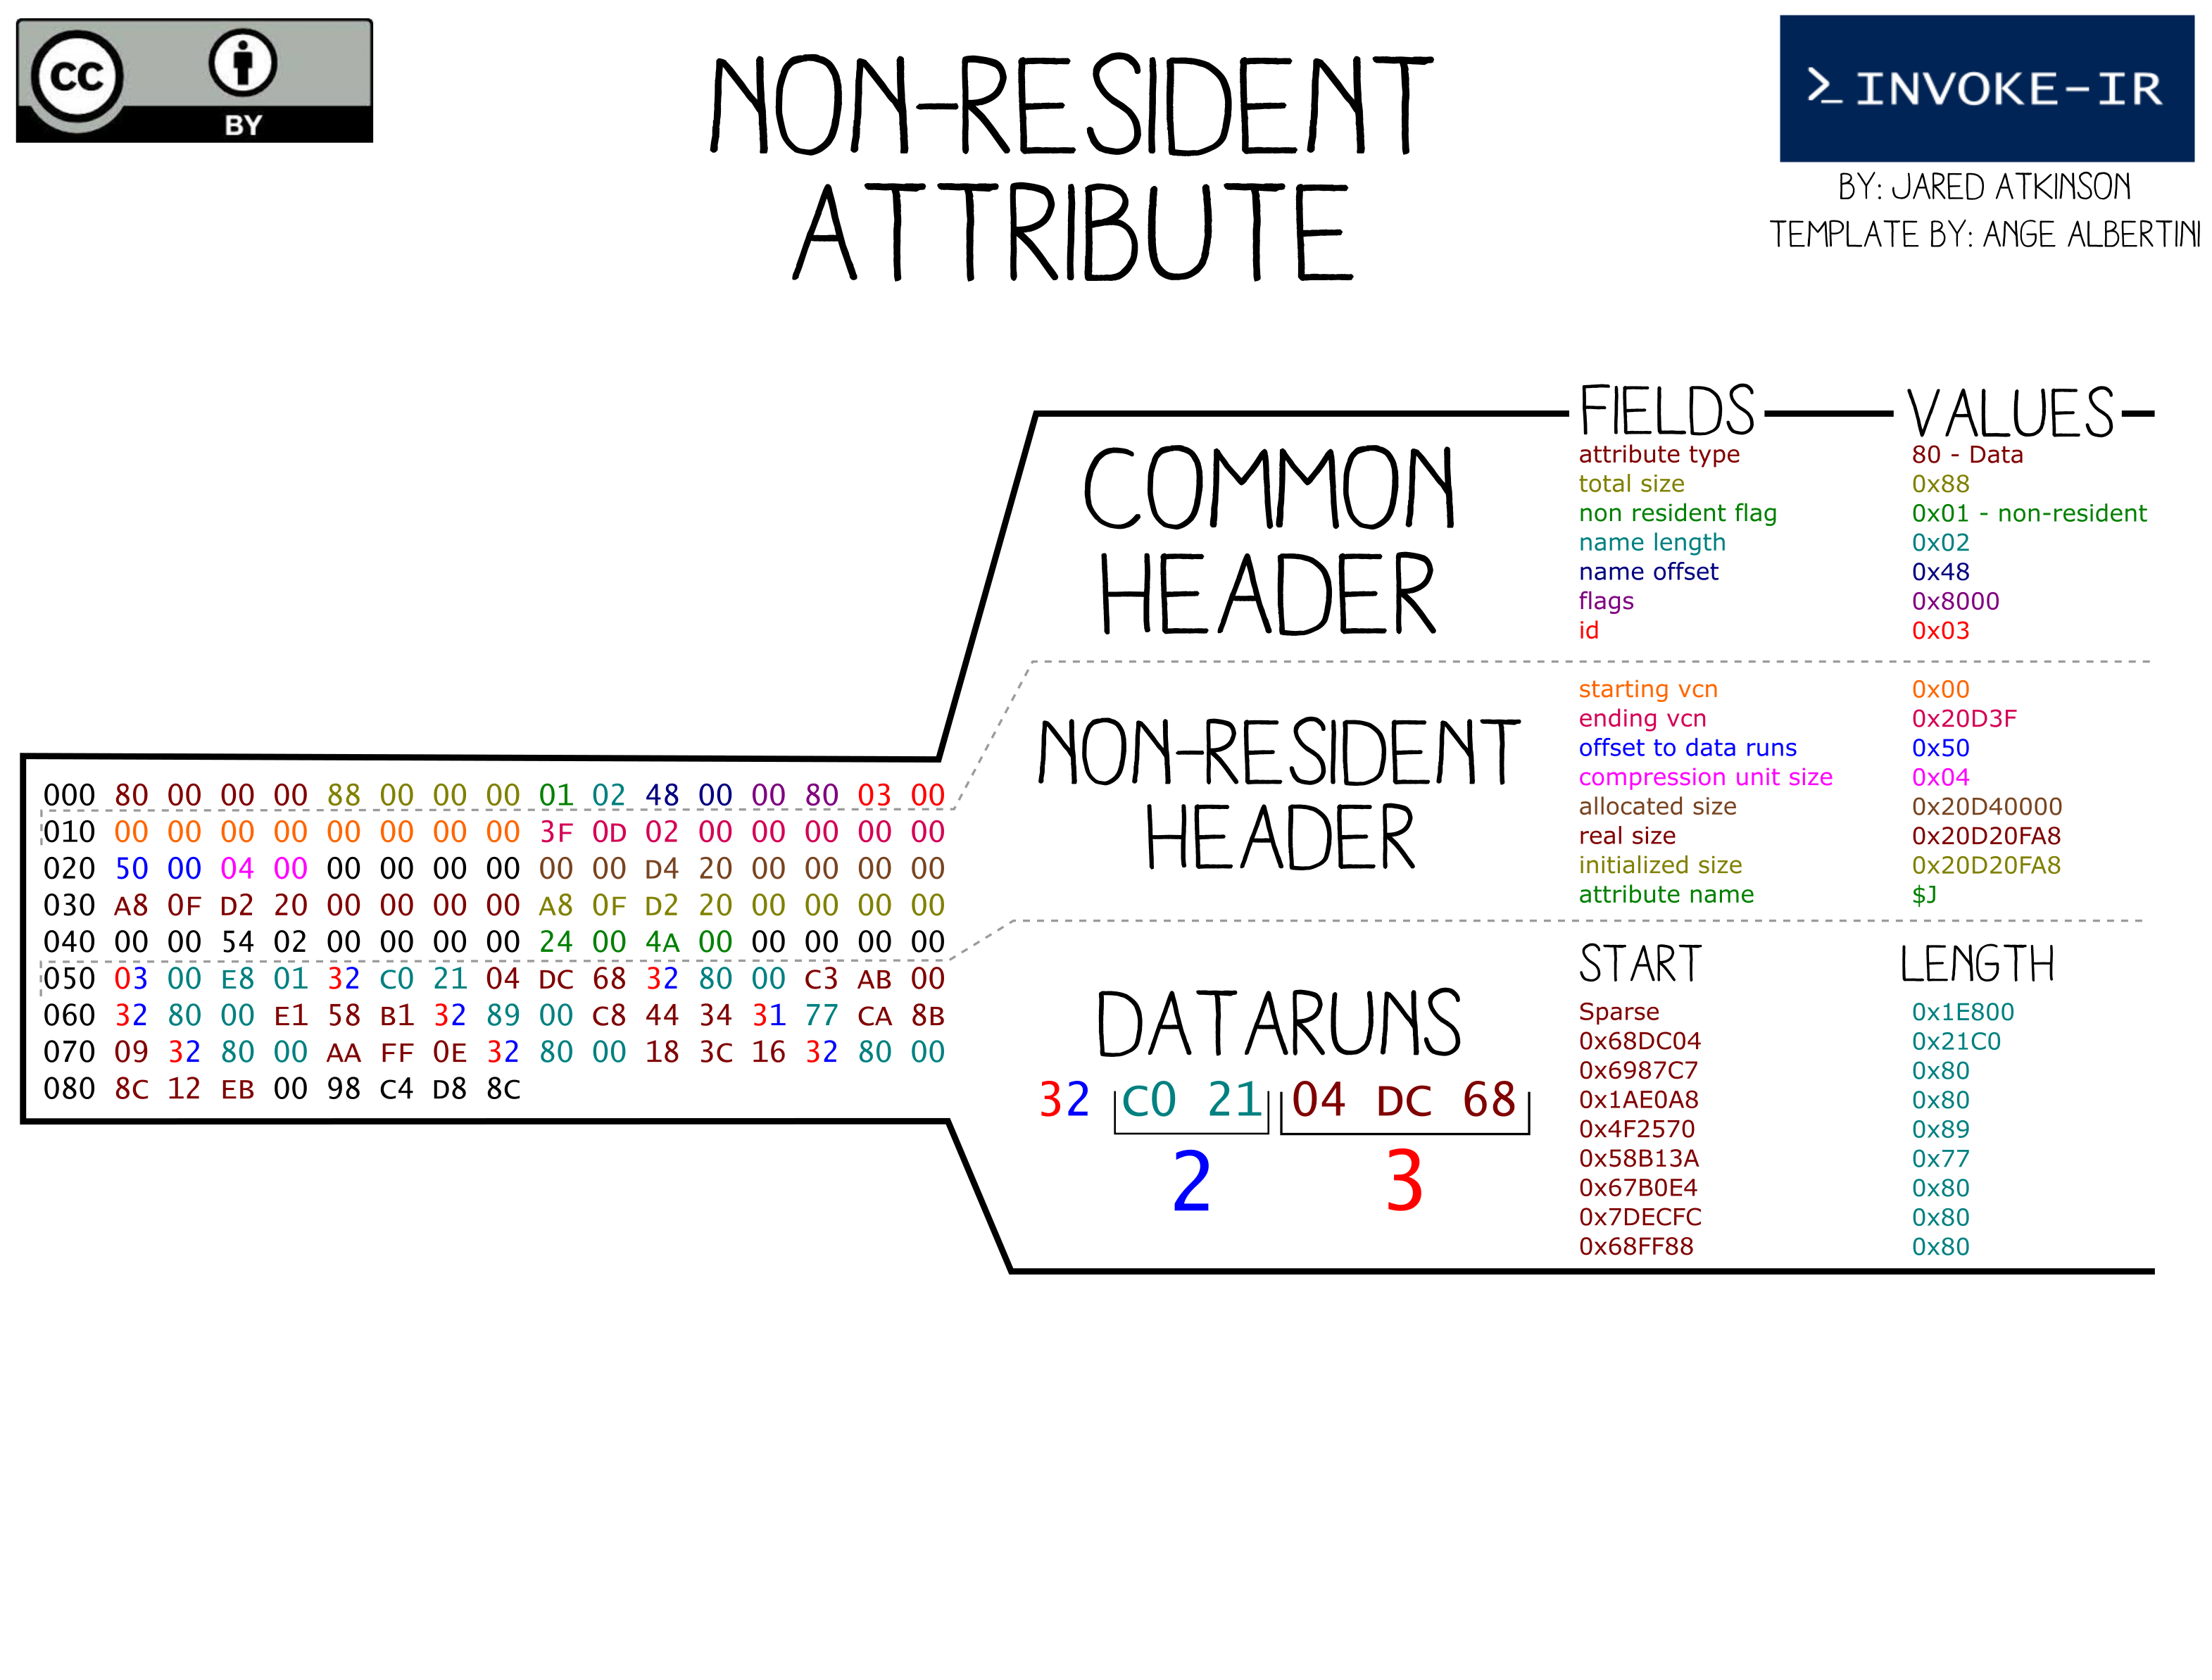 CC
BY
NON-RESIDENT
ATTRIBUTE
>_ INVOKE-IR
BY: JARED ATKINSON
TEMPLATE BY: ANGE ALBERTINI
FIELDS VALUES
COMMON
HEADER
attribute type 80 - Data
total size 0x88
non resident flag 0x01 - non-resident
name length 0x02
name offset 0x48
flags 0x8000
id 0x03
NON-RESIDENT
HEADER
starting vcn 0x00
ending vcn 0x20D3F
offset to data runs 0x50
compression unit size 0x04
allocated size 0x20D40000
real size 0x20D20FA8
initialized size 0x20D20FA8
attribute name $J
000 80 00 00 00 88 00 00 00 01 02 48 00 00 80 03 00
010 00 00 00 00 00 00 00 00 3F 0D 02 00 00 00 00 00
020 50 00 04 00 00 00 00 00 00 00 D4 20 00 00 00 00
030 A8 0F D2 20 00 00 00 00 A8 0F D2 20 00 00 00 00
040 00 00 54 02 00 00 00 00 24 00 4A 00 00 00 00 00
050 03 00 E8 01 32 C0 21 04 DC 68 32 80 00 C3 AB 00
060 32 80 00 E1 58 B1 32 89 00 C8 44 34 31 77 CA 8B
070 09 32 80 00 AA FF 0E 32 80 00 18 3C 16 32 80 00
080 8C 12 EB 00 98 C4 D8 8C
DATARUNS
32 C0 21 04 DC 68
2 3
START LENGTH
Sparse 0x1E800
0x68DC04 0x21C0
0x6987C7 0x80
0x1AE0A8 0x80
0x4F2570 0x89
0x58B13A 0x77
0x67B0E4 0x80
0x7DECFC 0x80
0x68FF88 0x80